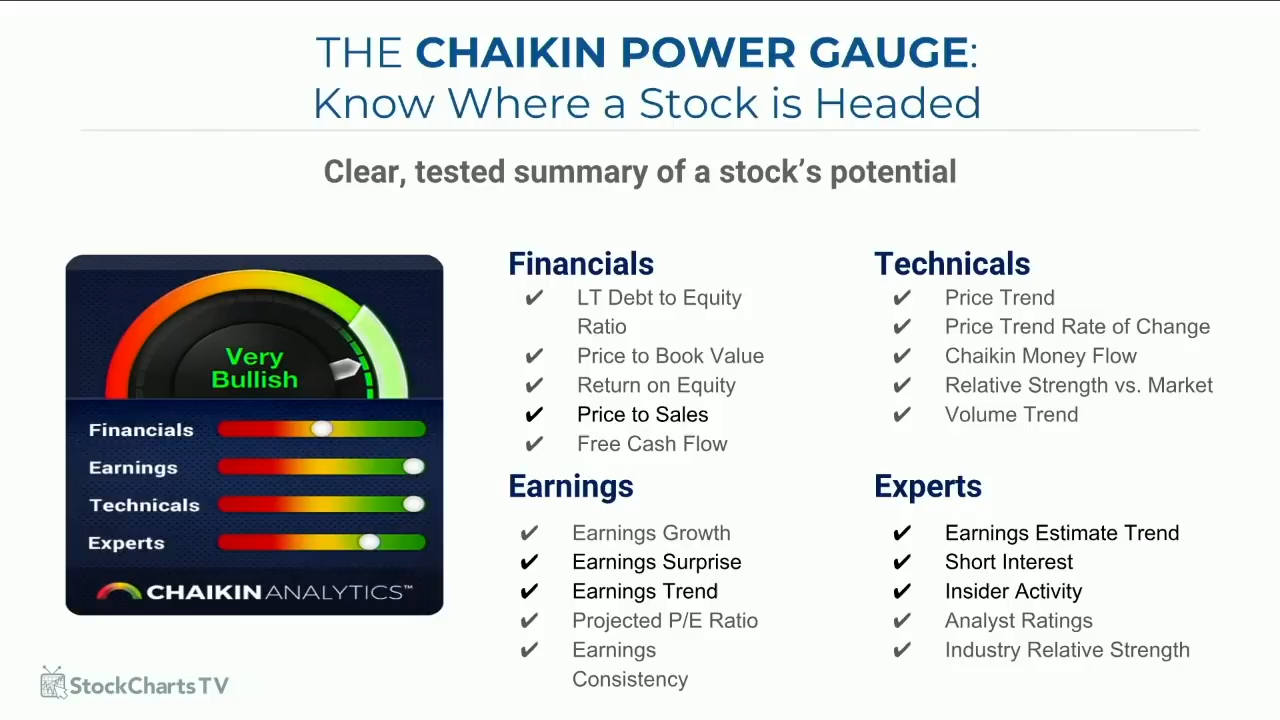 THE CHAIKIN POWER GAUGE:
Know Where a Stock is Headed
Clear, tested summary of a stock's potential
Very
Bullish
Financials
Earnings
Technicals
Experts
CHAIKIN ANALYTICS™
Financials
✔ LT Debt to Equity
Ratio
✔ Price to Book Value
✔ Return on Equity
✔ Price to Sales
✔ Free Cash Flow
Technicals
✔ Price Trend
✔ Price Trend Rate of Change
✔ Chaikin Money Flow
✔ Relative Strength vs. Market
✔ Volume Trend
Earnings
✔ Earnings Growth
✔ Earnings Surprise
✔ Earnings Trend
✔ Projected P/E Ratio
✔ Earnings
Consistency
Experts
✔ Earnings Estimate Trend
✔ Short Interest
✔ Insider Activity
✔ Analyst Ratings
✔ Industry Relative Strength
StockCharts TV